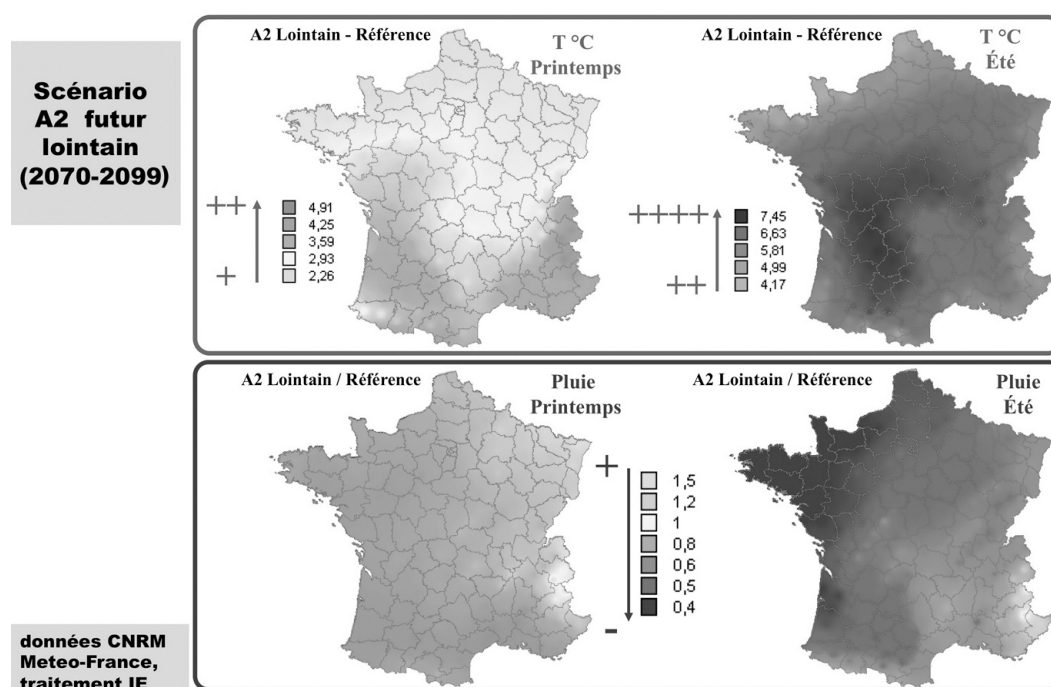 Scénario
A2 futur
lointain
(2070-2099)
A2 Lointain - Référence
T °C
Printemps
++
+
4,91
4,25
3,59
2,93
2,26
A2 Lointain - Référence
T °C
Été
++++
++
7,45
6,63
5,81
4,99
4,17
A2 Lointain / Référence
Pluie
Printemps
+
-
1,5
1,2
1
0,8
0,6
0,5
0,4
A2 Lointain / Référence
Pluie
Été
données CNRM
Meteo-France,
traitement IF